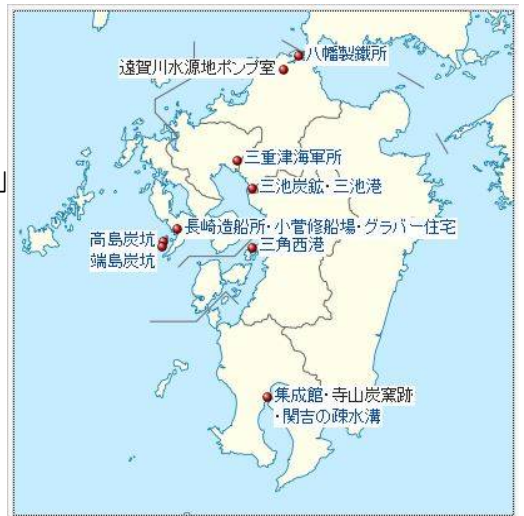 八幡製鐵所
遠賀川水源地ポンプ室
三重津海軍所
」
三池炭鉱・三池港
長崎造船所・小菅修船場・グラバー住宅
高島炭坑
三角西港
端島炭坑
集成館・寺山炭窯跡
・関吉の疎水溝